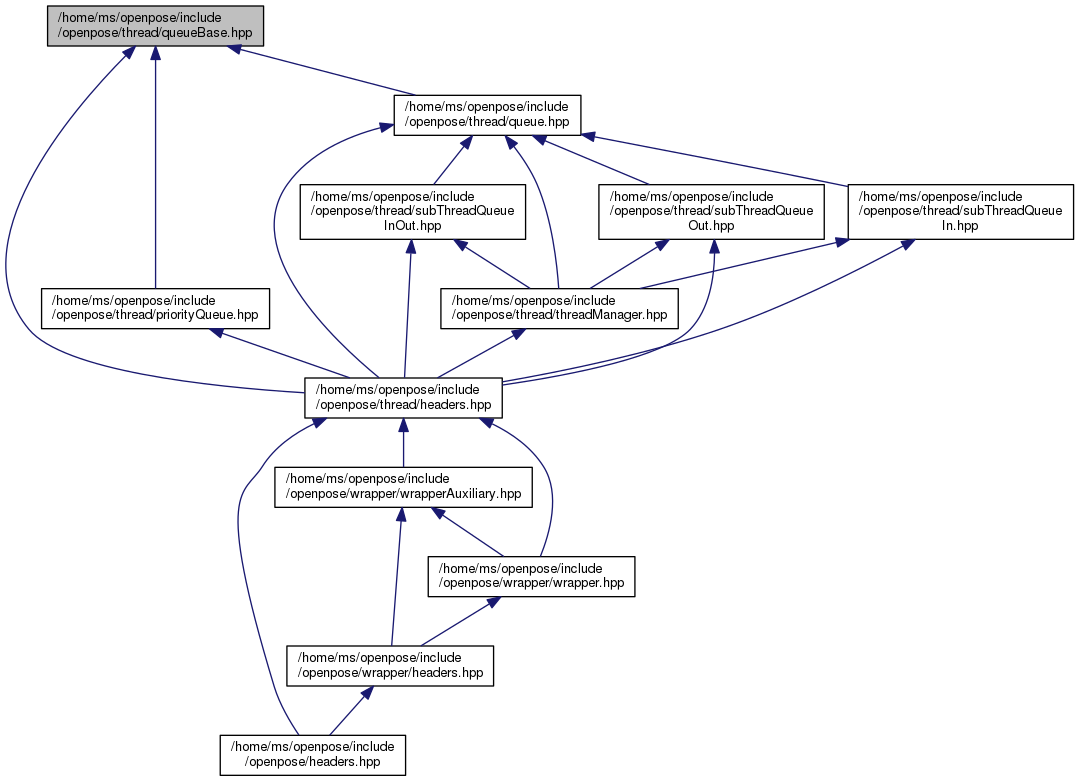 /home/ms/openpose/include
/openpose/thread/queueBase.hpp
/home/ms/openpose/include
/openpose/thread/queue.hpp
/home/ms/openpose/include
/openpose/thread/subThreadQueue
InOut.hpp
/home/ms/openpose/include
/openpose/thread/subThreadQueue
Out.hpp
/home/ms/openpose/include
/openpose/thread/subThreadQueue
In.hpp
/home/ms/openpose/include
/openpose/thread/priorityQueue.hpp
/home/ms/openpose/include
/openpose/thread/threadManager.hpp
/home/ms/openpose/include
/openpose/thread/headers.hpp
/home/ms/openpose/include
/openpose/wrapper/wrapperAuxiliary.hpp
/home/ms/openpose/include
/openpose/wrapper/wrapper.hpp
/home/ms/openpose/include
/openpose/wrapper/headers.hpp
/home/ms/openpose/include
/openpose/headers.hpp